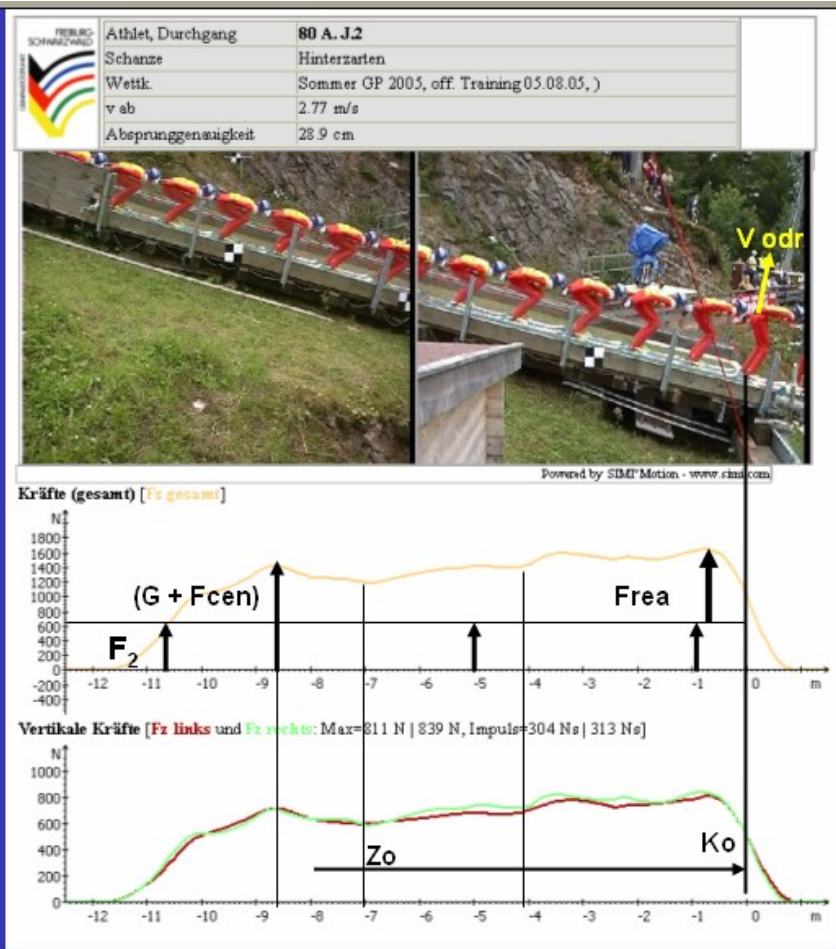 FREIBURG-
SCHWARZWALD
Athlet, Durchgang 80 A. J.2
Schanze Hinterzarten
Wettk. Sommer GP 2005, off. Training 05.08.05, )
v ab 2.77 m/s
Absprunggenauigkeit 28.9 cm
V odr
Powered by SIMI°Motion - www.simi.com
Kräfte (gesamt) [Fz gesamt]
N
1800
1600
1400
1200
1000
800
600
400
200
0
-200
-400
(G + Fcen)
Frea
F2
-12 -11 -10 -9 -8 -7 -6 -5 -4 -3 -2 -1 0 m
Vertikale Kräfte [Fz links und Fz rechts: Max=811 N | 839 N, Impuls=304 Ns | 313 Ns]
N
1000
800
600
400
200
0
Zo
Ko
-12 -11 -10 -9 -8 -7 -6 -5 -4 -3 -2 -1 0 m